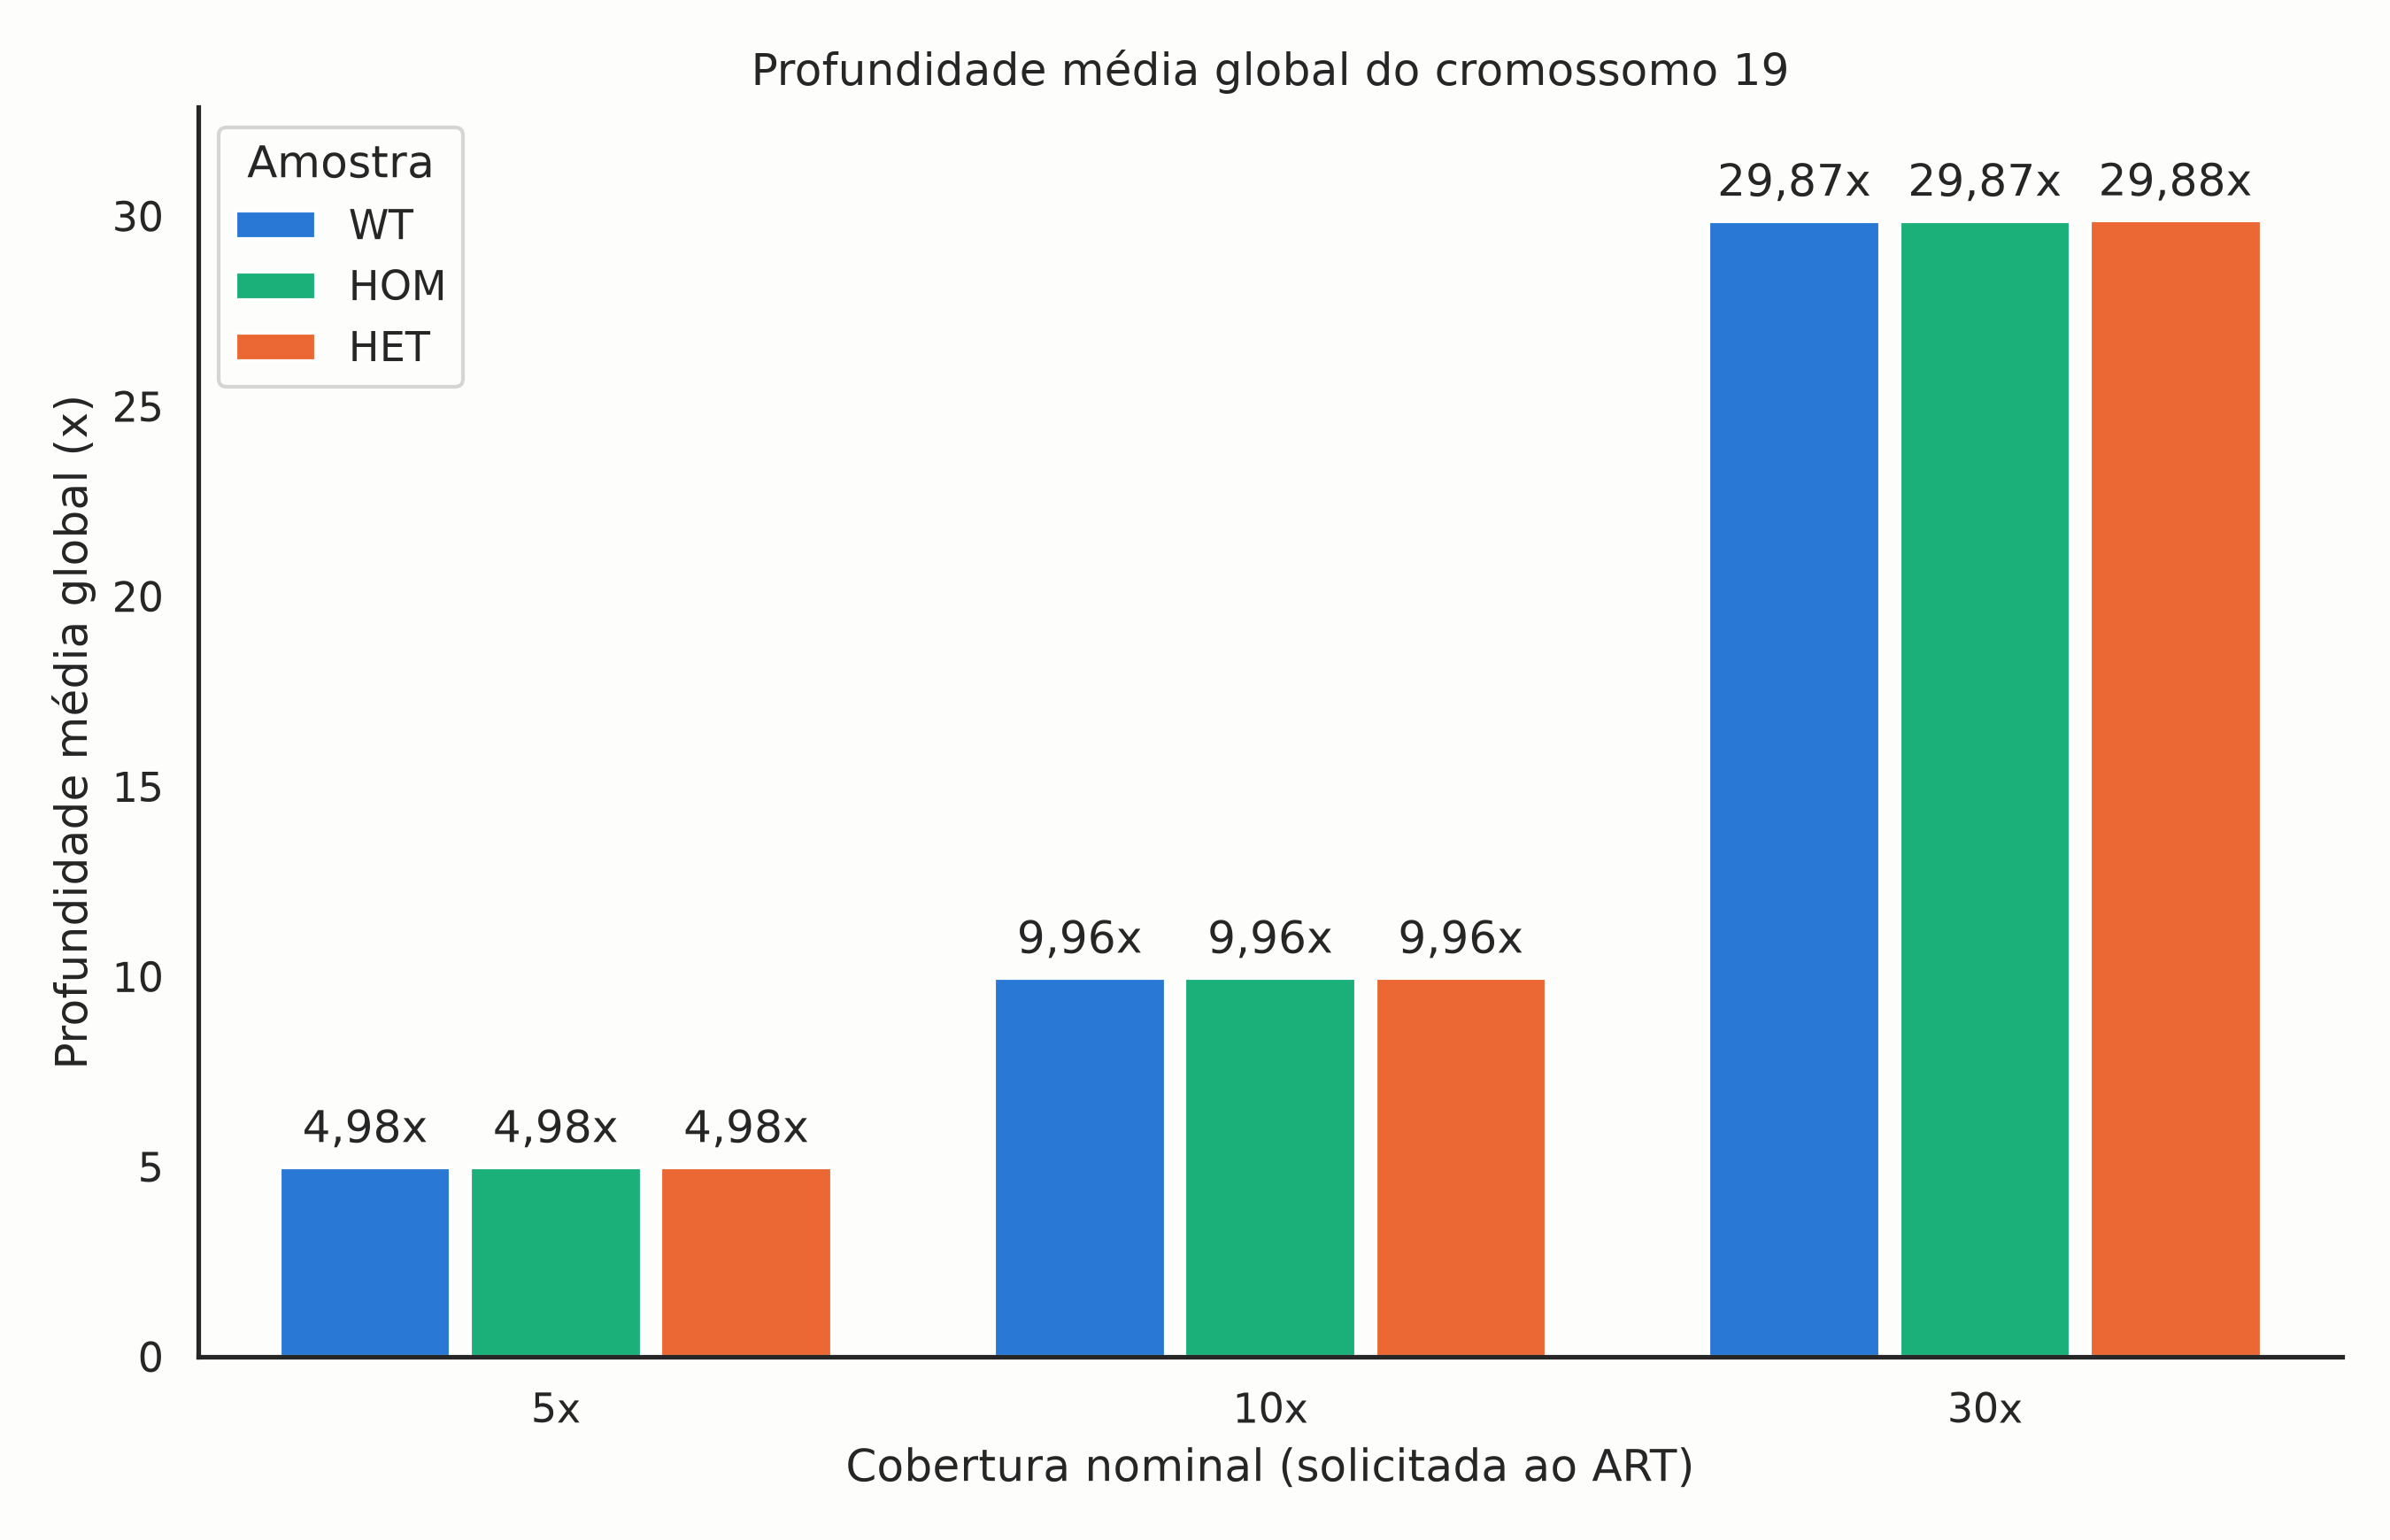 Profundidade média global do cromossomo 19
Amostra
WT
HOM
HET
Profundidade média global (x)
30
25
20
15
10
5
0
4,98x
4,98x
4,98x
9,96x
9,96x
9,96x
29,87x
29,87x
29,88x
5x
10x
30x
Cobertura nominal (solicitada ao ART)